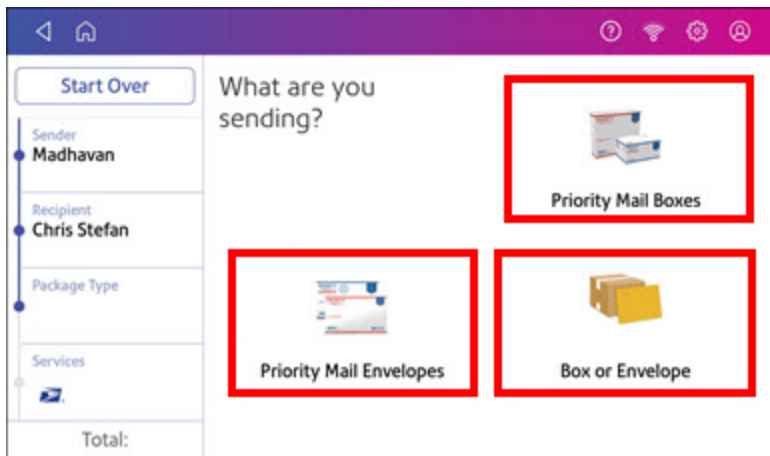 Start Over
Sender
Madhavan
Recipient
Chris Stefan
Package Type
Services
Total:
What are you
sending?
Priority Mail Boxes
Priority Mail Envelopes
Box or Envelope